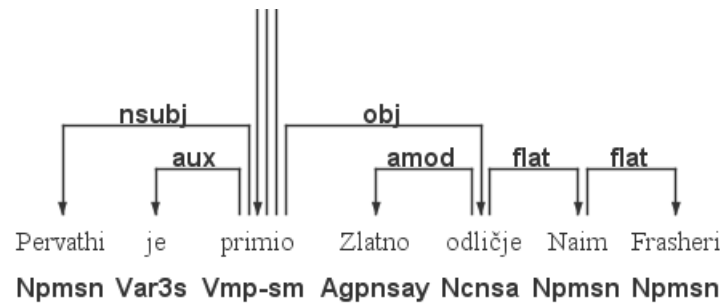 nsubj obj
aux amod flat flat
Pervathi je primio Zlatno odličje Naim Frasheri
Npmsn Var3s Vmp-sm Agpnsay Ncnsa Npmsn Npmsn